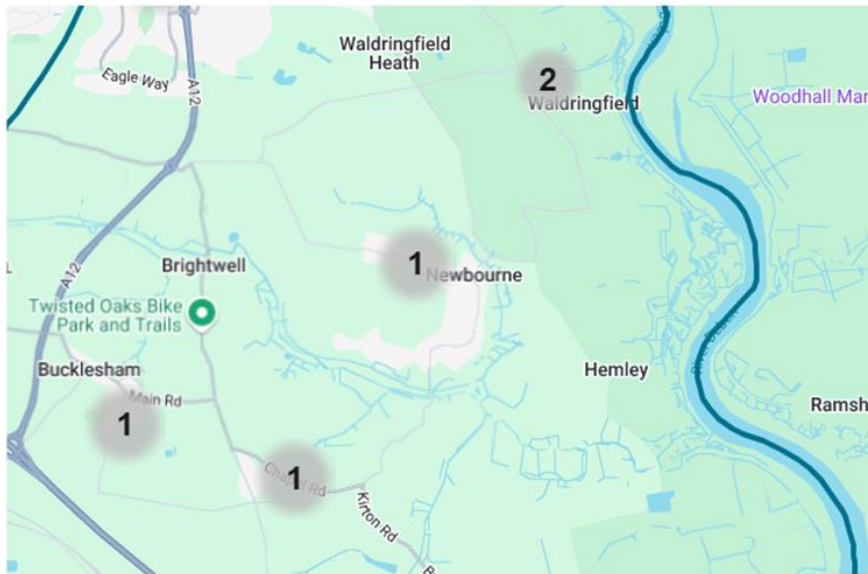 Waldringfield
Heath
2
Eagle Way
A12
Waldringfield
Woodhall Mar
1
Newbourne
Brightwell
A12
Twisted Oaks Bike
Park and Trails
Bucklesham
Main Rd
1
Hemley
Ramsh
1
Chapel Rd
Kirton Rd